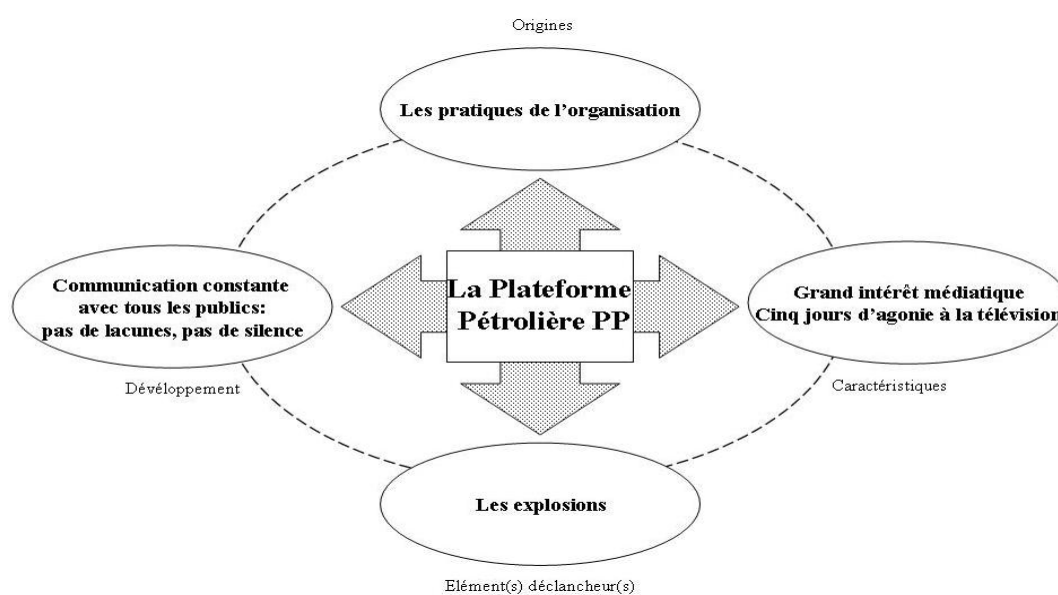 Origines
Les pratiques de l’organisation
Communication constante
avec tous les publics:
pas de lacunes, pas de silence
Dévéloppement
La Plateforme
Pétrolière PP
Grand intérêt médiatique
Cinq jours d’agonie à la télévision
Caractéristiques
Les explosions
Elément(s) déclancheur(s)